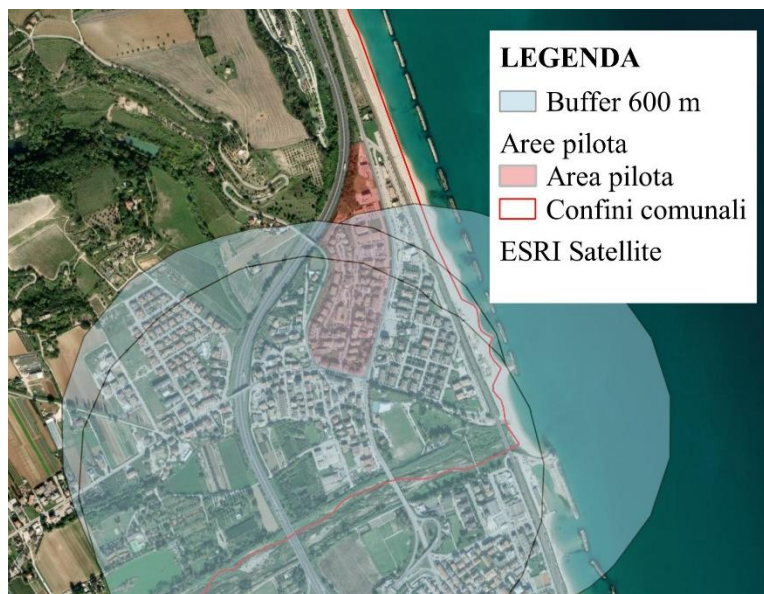 LEGENDA
Buffer 600 m
Aree pilota
Area pilota
Confini comunali
ESRI Satellite